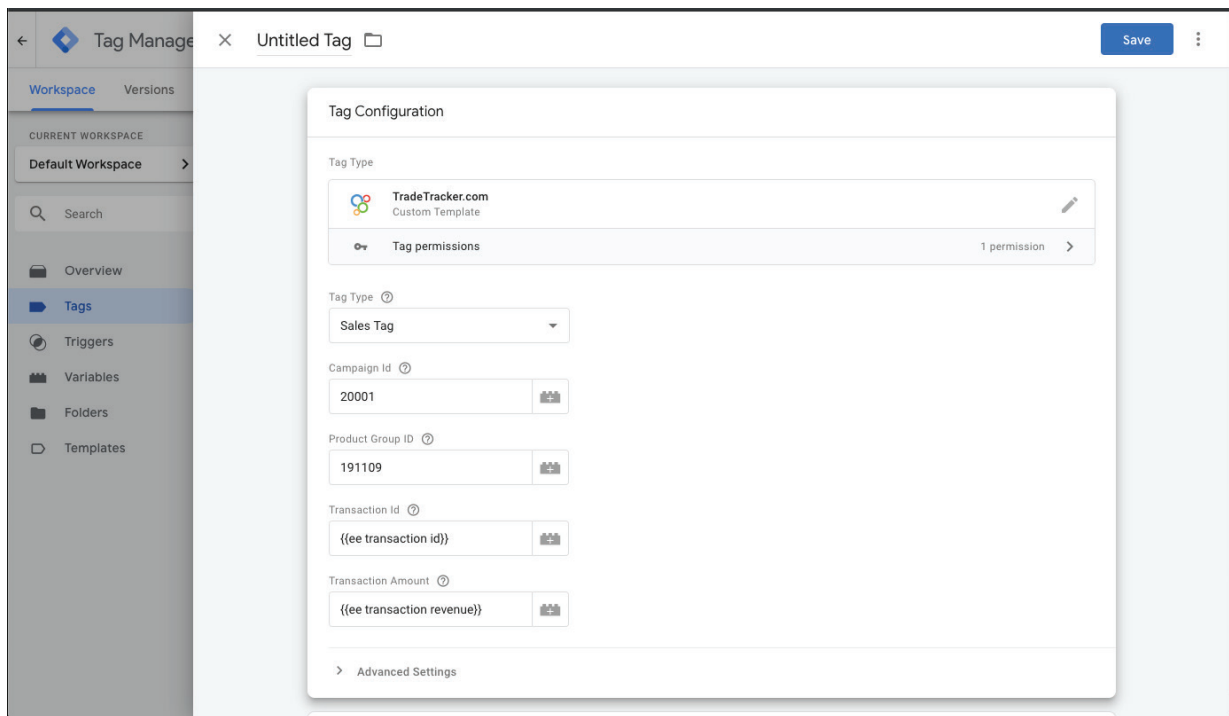 Tag Manage
Untitled Tag
Save
Workspace Versions
CURRENT WORKSPACE
Default Workspace
Search
Overview
Tags
Triggers
Variables
Folders
Templates
Tag Configuration
Tag Type
TradeTracker.com
Custom Template
Tag permissions 1 permission
Tag Type
Sales Tag
Campaign Id
20001
Product Group ID
191109
Transaction Id
{{ee transaction id}}
Transaction Amount
{{ee transaction revenue}}
Advanced Settings